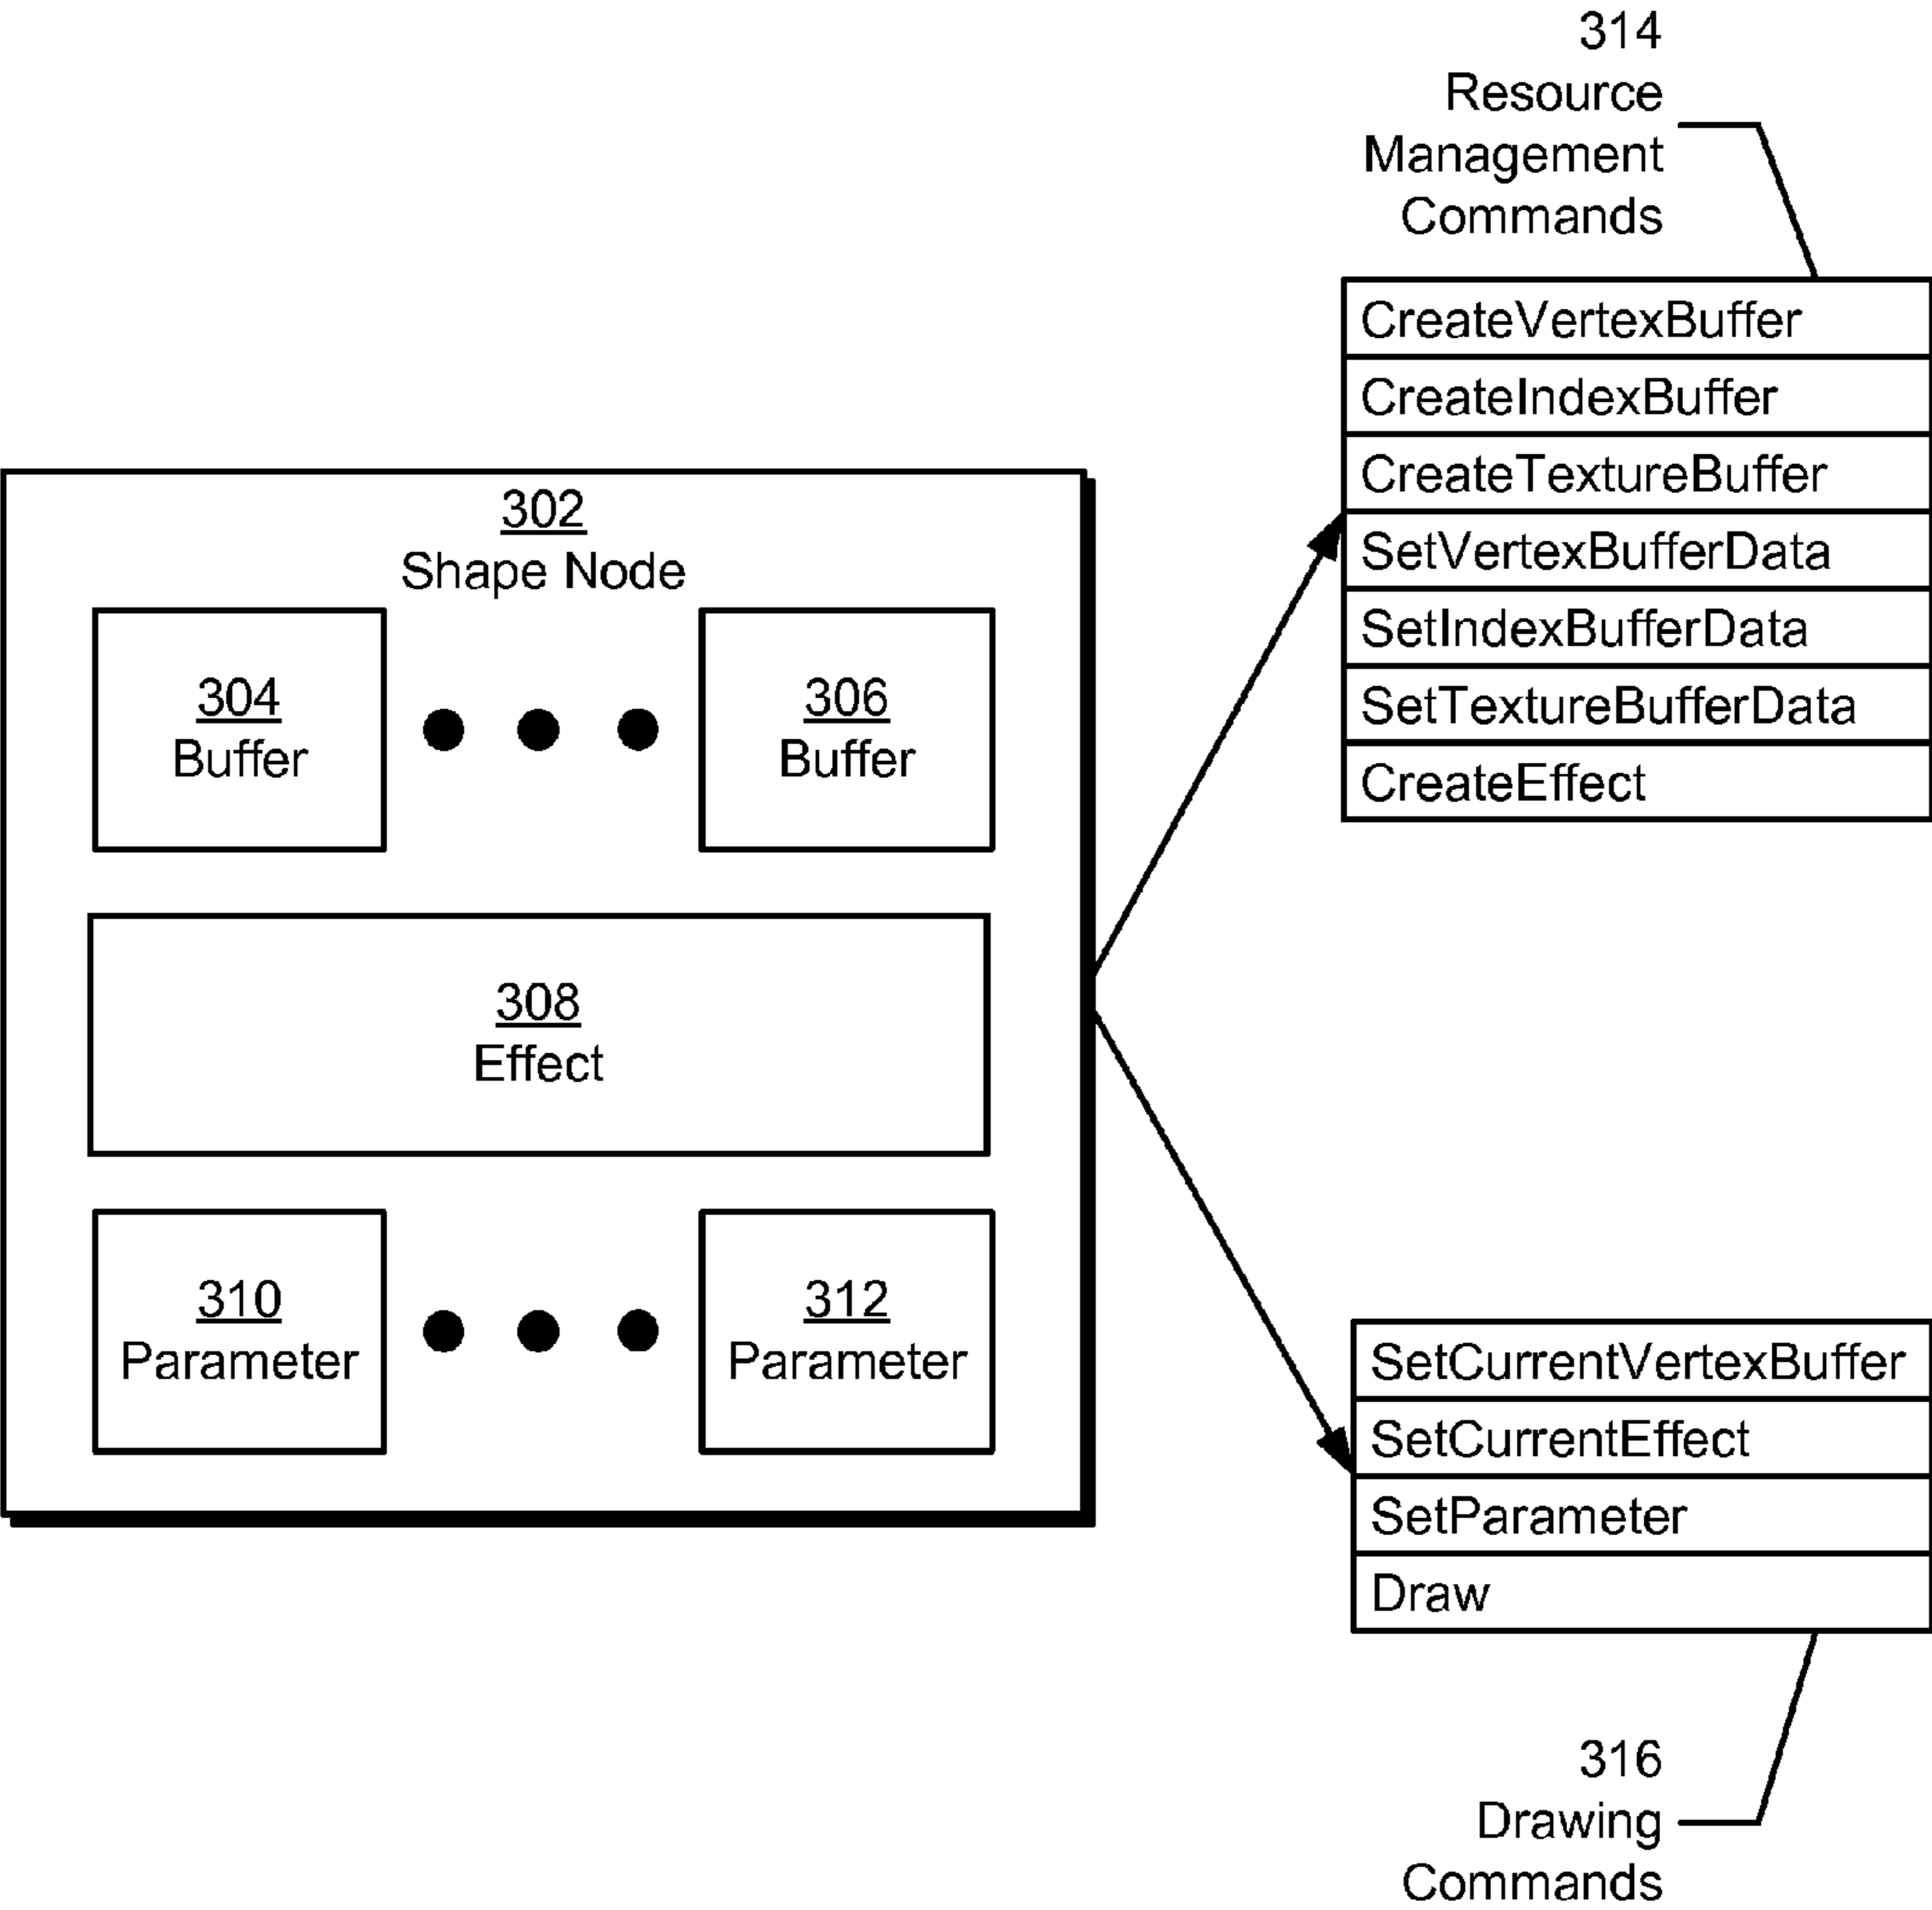 314
Resource
Management
Commands
CreateVertexBuffer
CreateIndexBuffer
CreateTextureBuffer
SetVertexBufferData
SetIndexBufferData
SetTextureBufferData
CreateEffect
302
Shape Node
304
Buffer
306
Buffer
308
Effect
310
Parameter
312
Parameter
SetCurrentVertexBuffer
SetCurrentEffect
SetParameter
Draw
316
Drawing
Commands